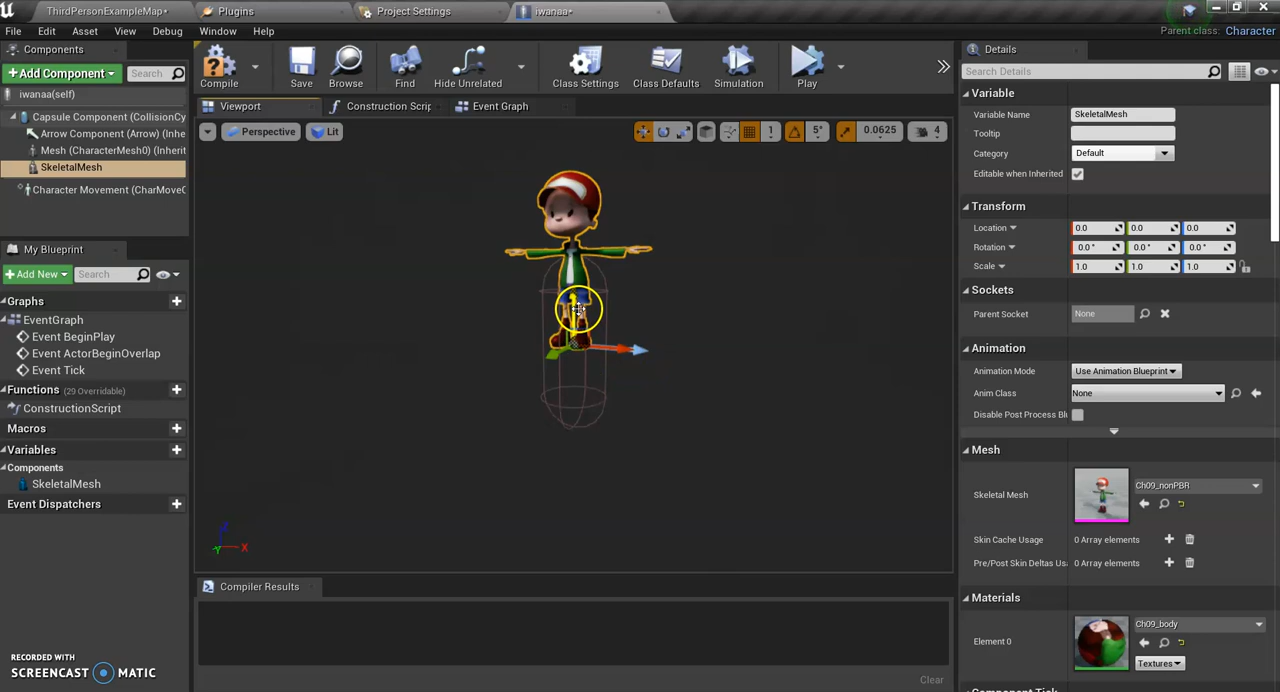 ThirdPersonExampleMap•
Plugins
Project Settings
iwanaa•
File Edit Asset View Debug Window Help
Parent class: Character
Components
+Add Component
Search
iwanaa(self)
Capsule Component (CollisionCy
Arrow Component (Arrow) (Inhe
Mesh (CharacterMesh0) (Inherit
SkeletalMesh
Character Movement (CharMoveC
My Blueprint
+Add New
Search
Graphs
EventGraph
Event BeginPlay
Event ActorBeginOverlap
Event Tick
Functions (29 Overridable)
ConstructionScript
Macros
Variables
Components
SkeletalMesh
Event Dispatchers
RECORDED WITH
SCREENCAST MATIC
Compile Save Browse Find Hide Unrelated Class Settings Class Defaults Simulation Play
Viewport Construction Scrip Event Graph
Perspective Lit
1 5° 0.0625 4
Z
X
Y
Compiler Results
Clear
Details
Search Details
Variable
Variable Name SkeletalMesh
Tooltip
Category Default
Editable when Inherited
Transform
Location 0.0 0.0 0.0
Rotation 0.0° 0.0° 0.0°
Scale 1.0 1.0 1.0
Sockets
Parent Socket None
Animation
Animation Mode Use Animation Blueprint
Anim Class None
Disable Post Process Bl
Mesh
Skeletal Mesh Ch09_nonPBR
Skin Cache Usage 0 Array elements
Pre/Post Skin Deltas Us 0 Array elements
Materials
Element 0 Ch09_body
Textures
Component Tick